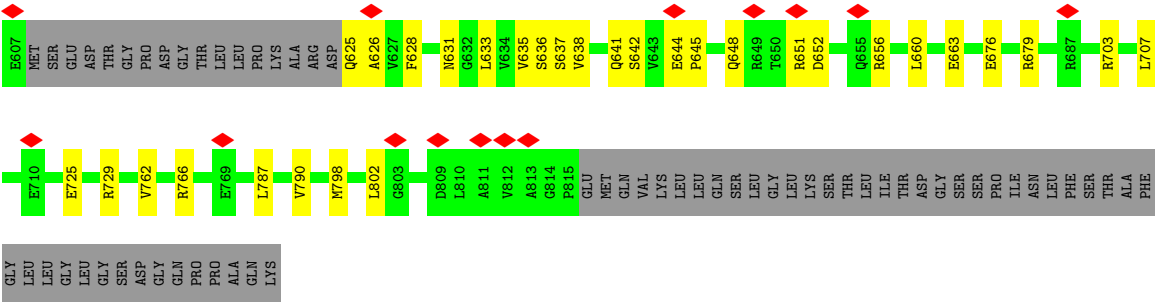 E607 MET SER GLU ASP THR GLY PRO ASP GLY THR LEU LEU PRO LYS ALA ARG ASP Q625 A626 V627 F628 N631 G632 L633 V634 V635 S636 S637 V638 Q641 S642 V643 E644 P645 Q648 R649 T650 R651 D652 Q655 R656 L660 E663 E676 R679 R687 R703 L707
E710 E725 R729 V762 R766 E769 L787 V790 M798 L802 G803 D809 L810 A811 V812 A813 G814 P815 GLU MET GLN VAL LYS LEU LEU GLN SER LEU GLY LEU LYS SER THR LEU ILE THR ASP GLY SER SER PRO ILE ASN LEU PHE SER THR ALA PHE
GLY LEU LEU GLY LEU GLY SER ASP GLY GLN PRO PRO ALA GLN LYS